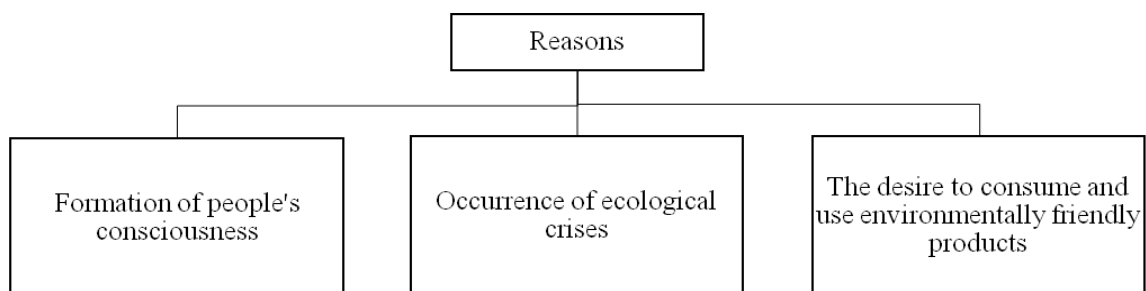 Reasons
Formation of people's
consciousness
Occurrence of ecological
crises
The desire to consume and
use environmentally friendly
products